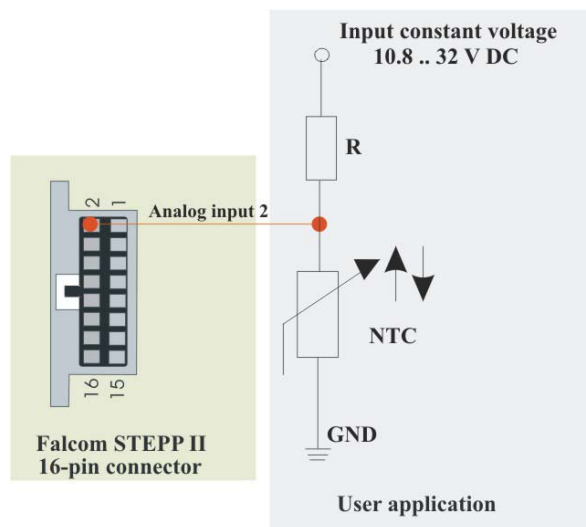 Input constant voltage
10.8 .. 32 V DC
R
2 1
Analog input 2
NTC
16 15
GND
Falcom STEPP II
16-pin connector
User application